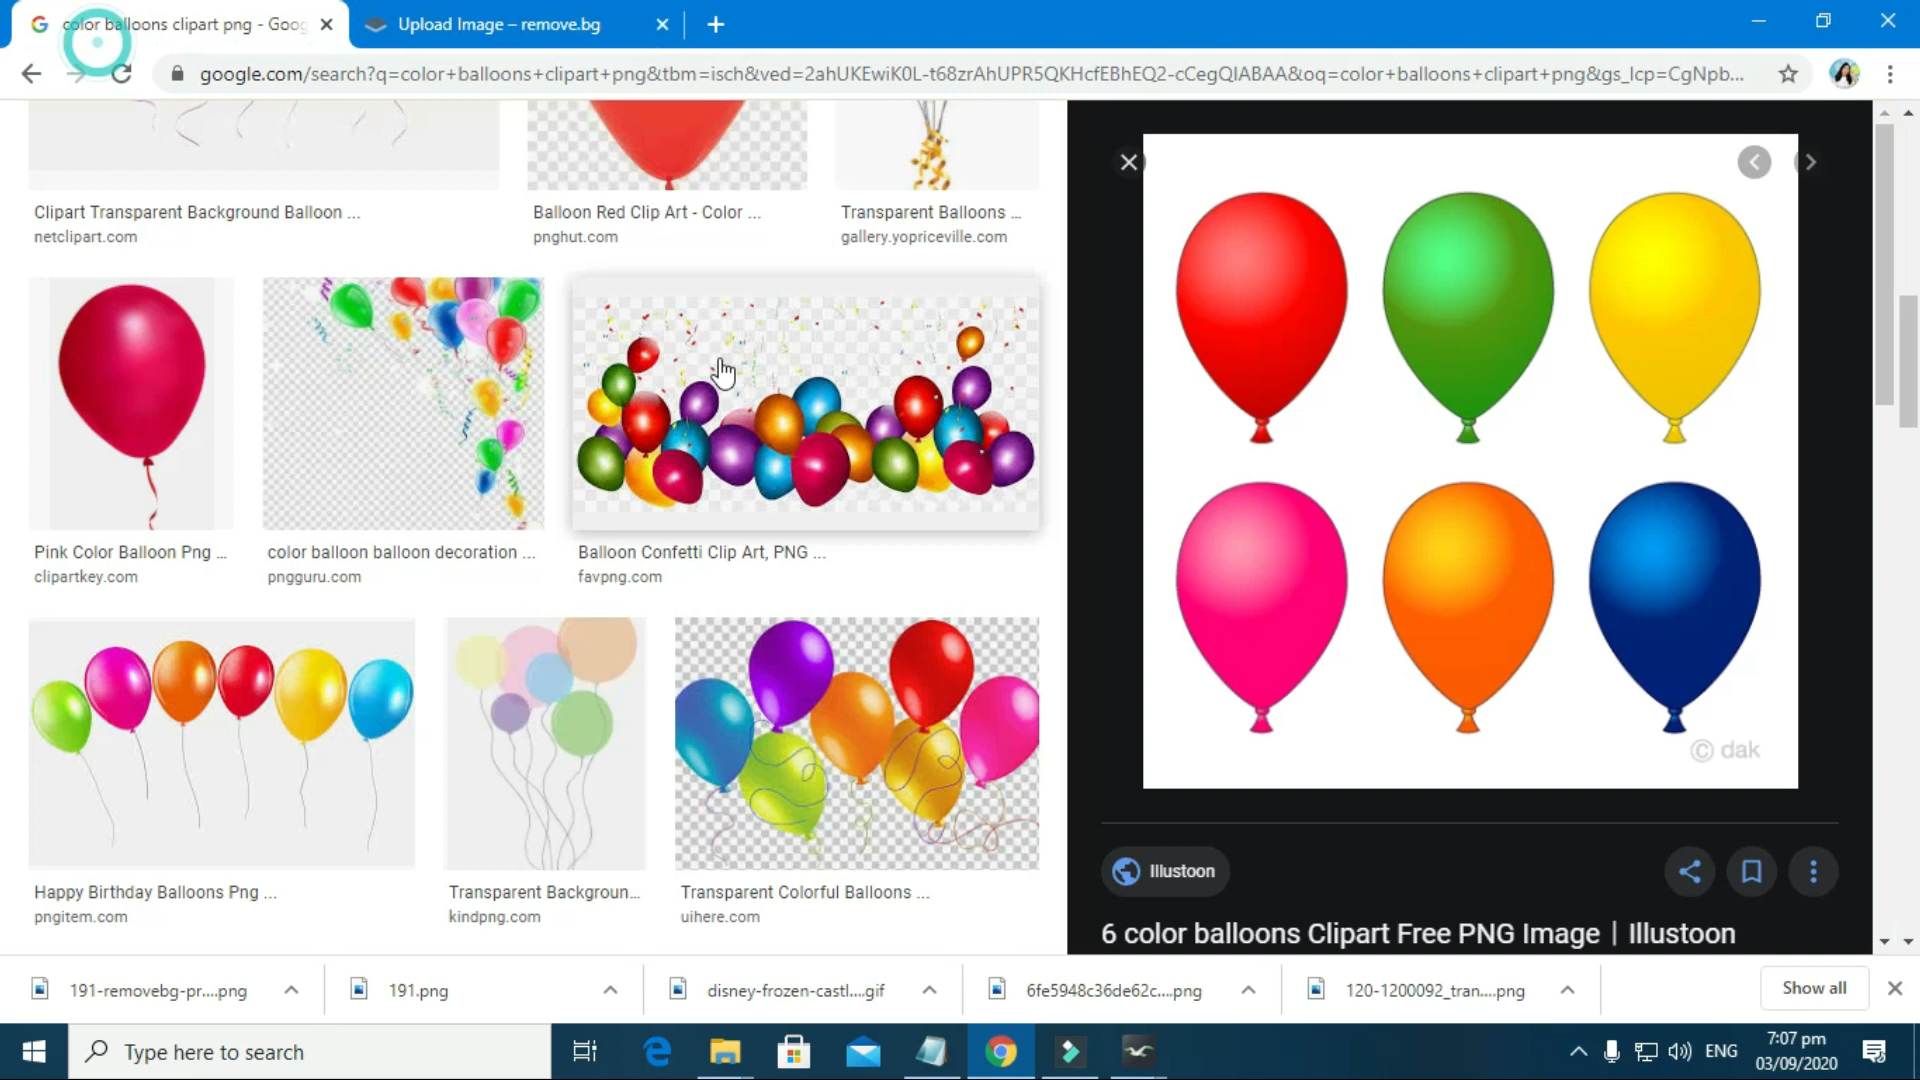 color balloons clipart png - Goog
Upload Image – remove.bg
google.com/search?q=color+balloons+clipart+png&tbm=isch&ved=2ahUKEwiK0L-t68zrAhUPR5QKHcfEBhEQ2-cCegQIABAA&oq=color+balloons+clipart+png&gs_lcp=CgNpb...
Clipart Transparent Background Balloon ...
netclipart.com
Balloon Red Clip Art - Color ...
pnghut.com
Transparent Balloons ...
gallery.yopriceville.com
Pink Color Balloon Png ...
clipartkey.com
color balloon balloon decoration ...
pngguru.com
Balloon Confetti Clip Art, PNG ...
favpng.com
Happy Birthday Balloons Png ...
pngitem.com
Transparent Backgroun...
kindpng.com
Transparent Colorful Balloons ...
uihere.com
© dak
Illustoon
6 color balloons Clipart Free PNG Image | Illustoon
191-removebg-pr....png
191.png
disney-frozen-castl....gif
6fe5948c36de62c....png
120-1200092_tran....png
Show all
Type here to search
ENG
7:07 pm
03/09/2020